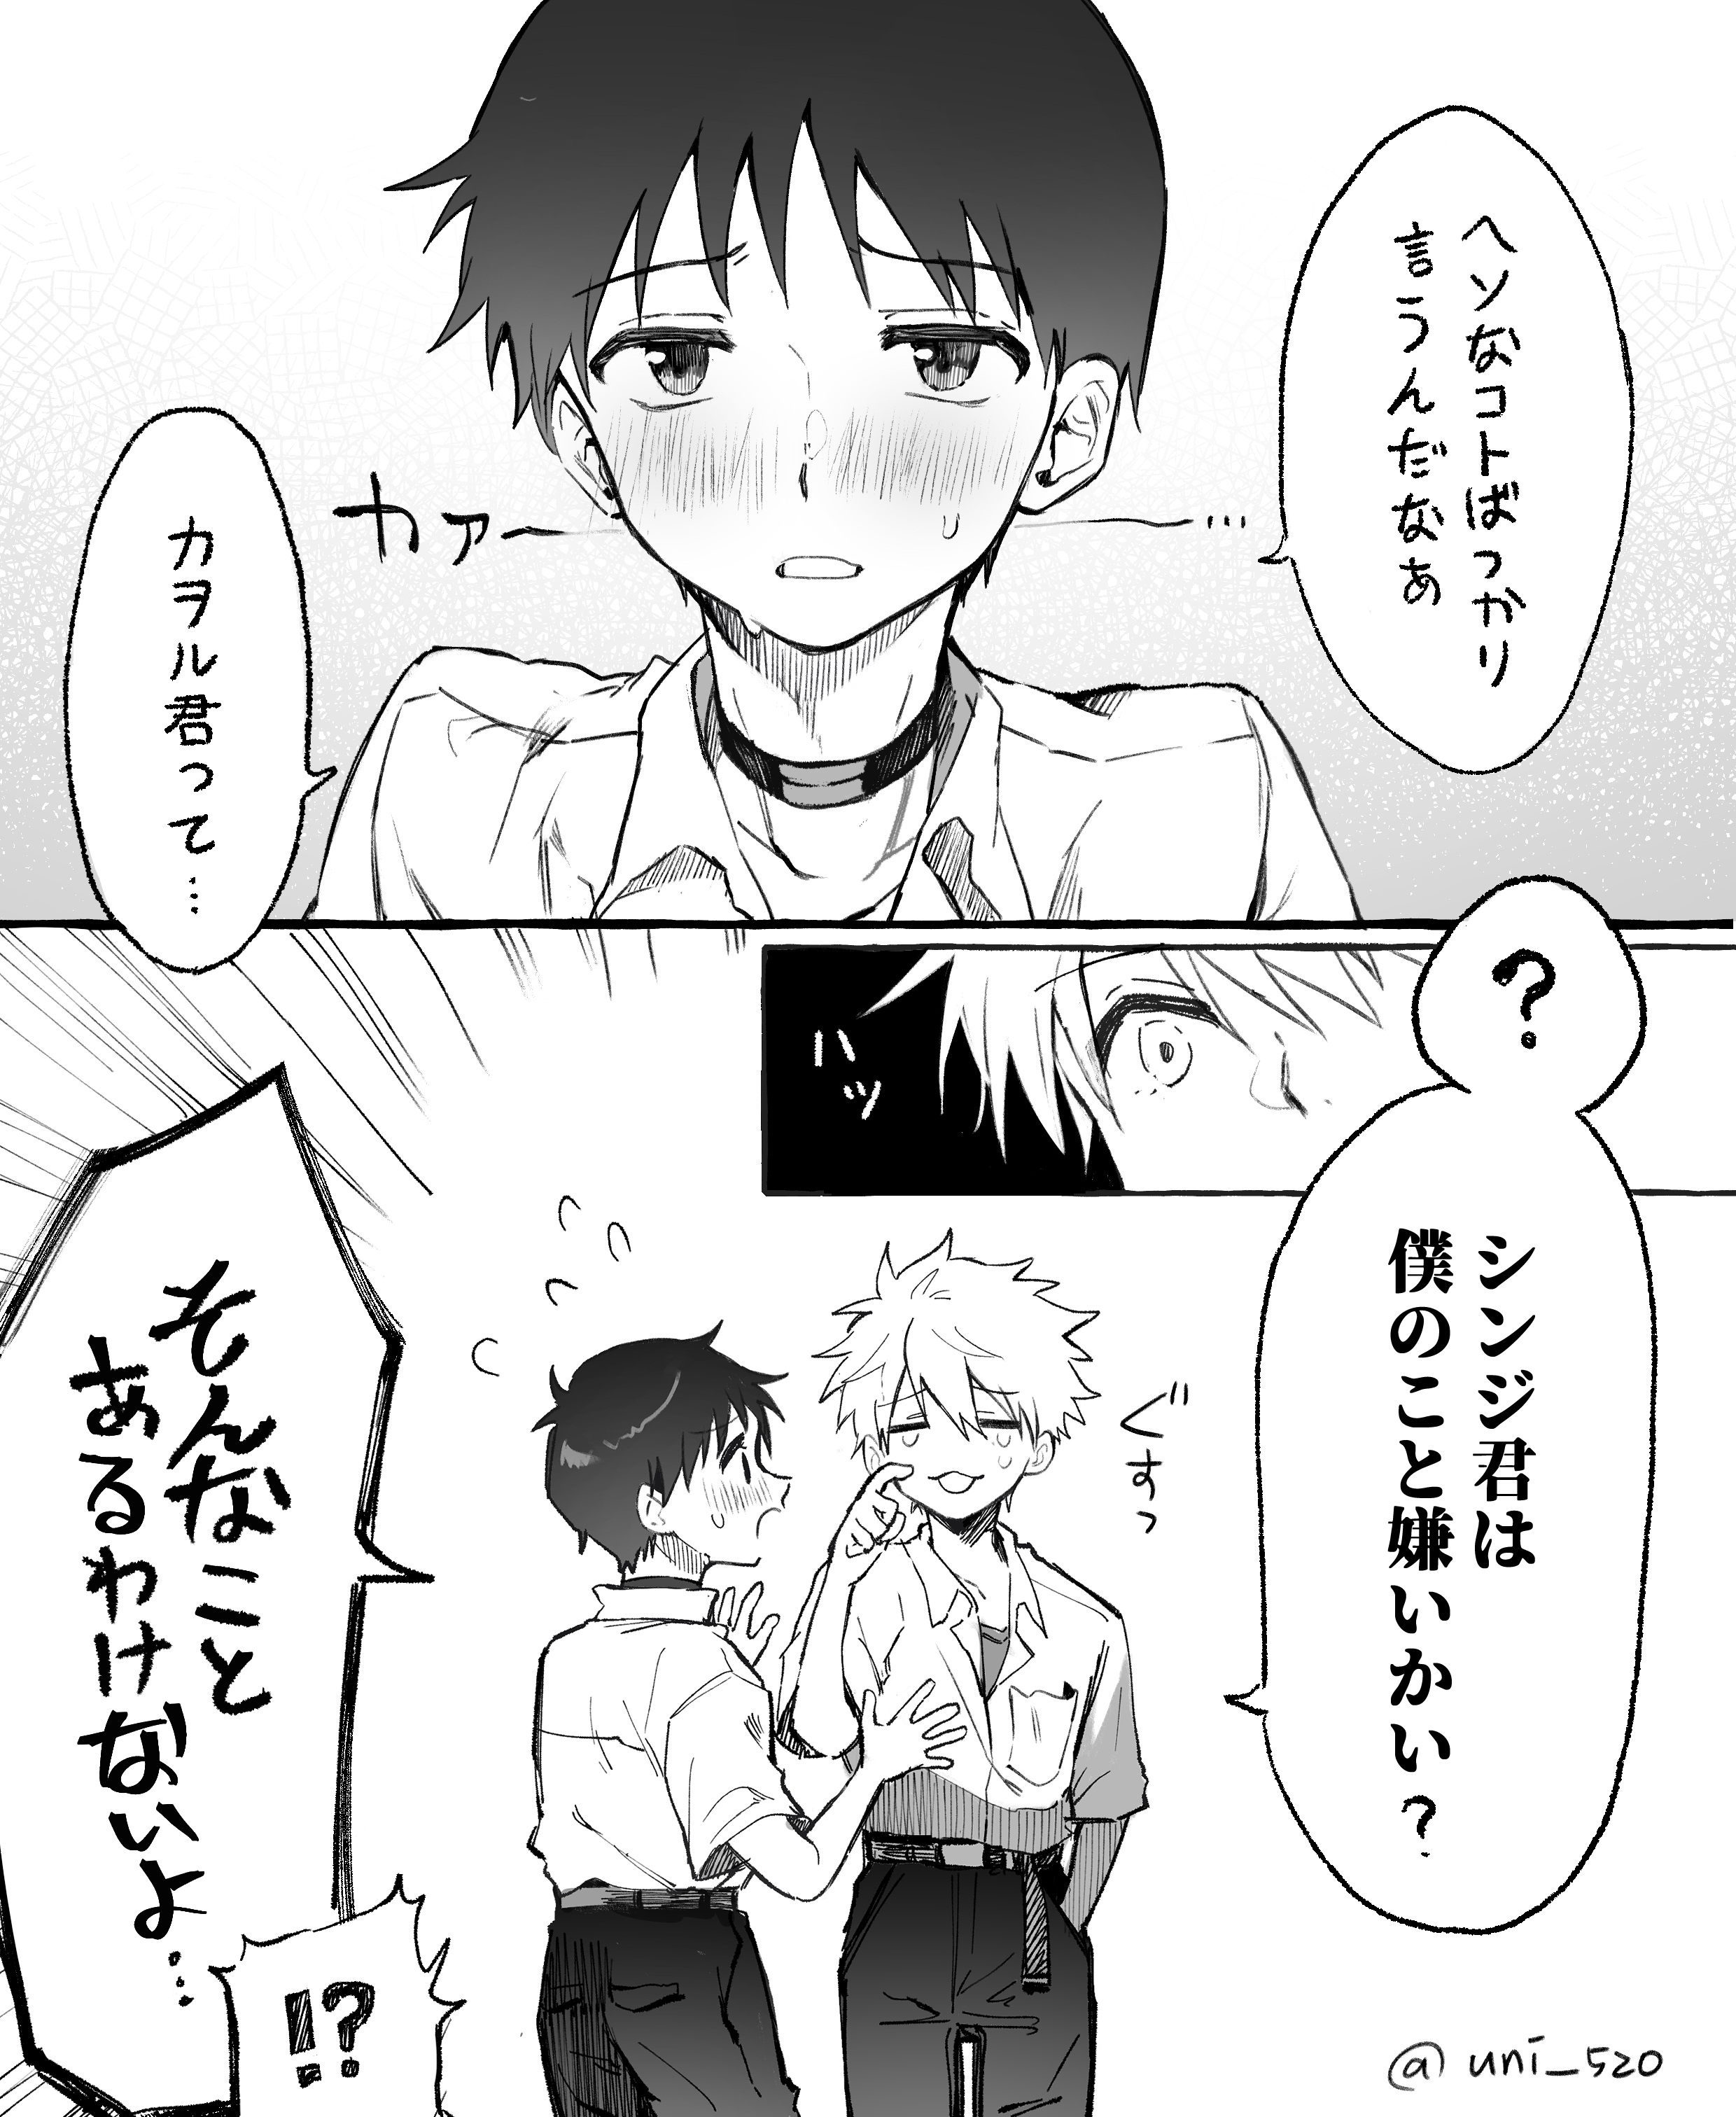 ヘンなコトばっかり
言うんだなぁ
カァー…
カヲル君って…
?
ハッ
シンジ君は
僕のこと嫌いかい?
ぐすっ
そんなこと
あるわけないよ…
!?
@uni_520